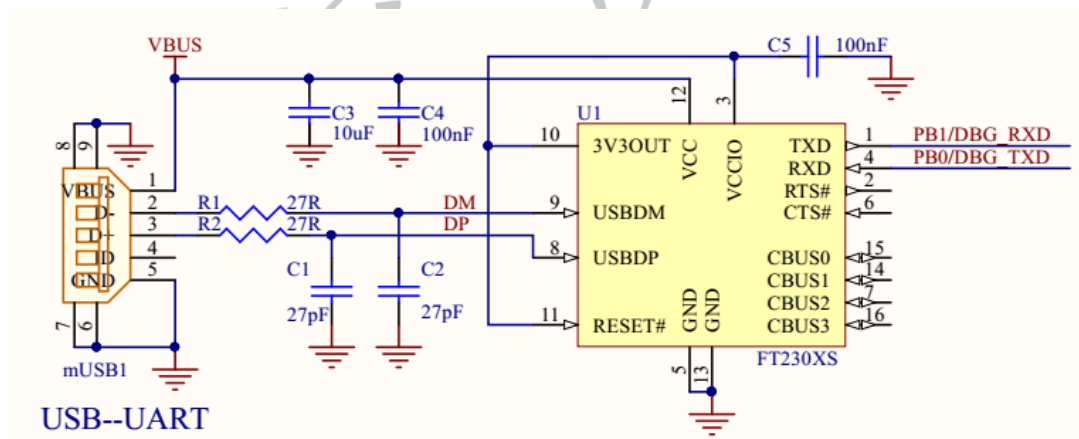 VBUS
C5 100nF
C3
10uF
C4
100nF
U1
12
3
VCC
VCCIO
8
9
10 3V3OUT
TXD 1 PB1/DBG_RXD
RXD 4 PB0/DBG_TXD
RTS# 2
CTS# 6
VBUS 1
D- 2 R1 27R DM 9 USBDM
D+ 3 R2 27R DP 8 USBDP
ID 4
GND 5
C1
27pF
C2
27pF
CBUS0 15
CBUS1 14
CBUS2 7
CBUS3 16
11 RESET#
GND
GND
5
13
7
6
mUSB1
FT230XS
USB--UART